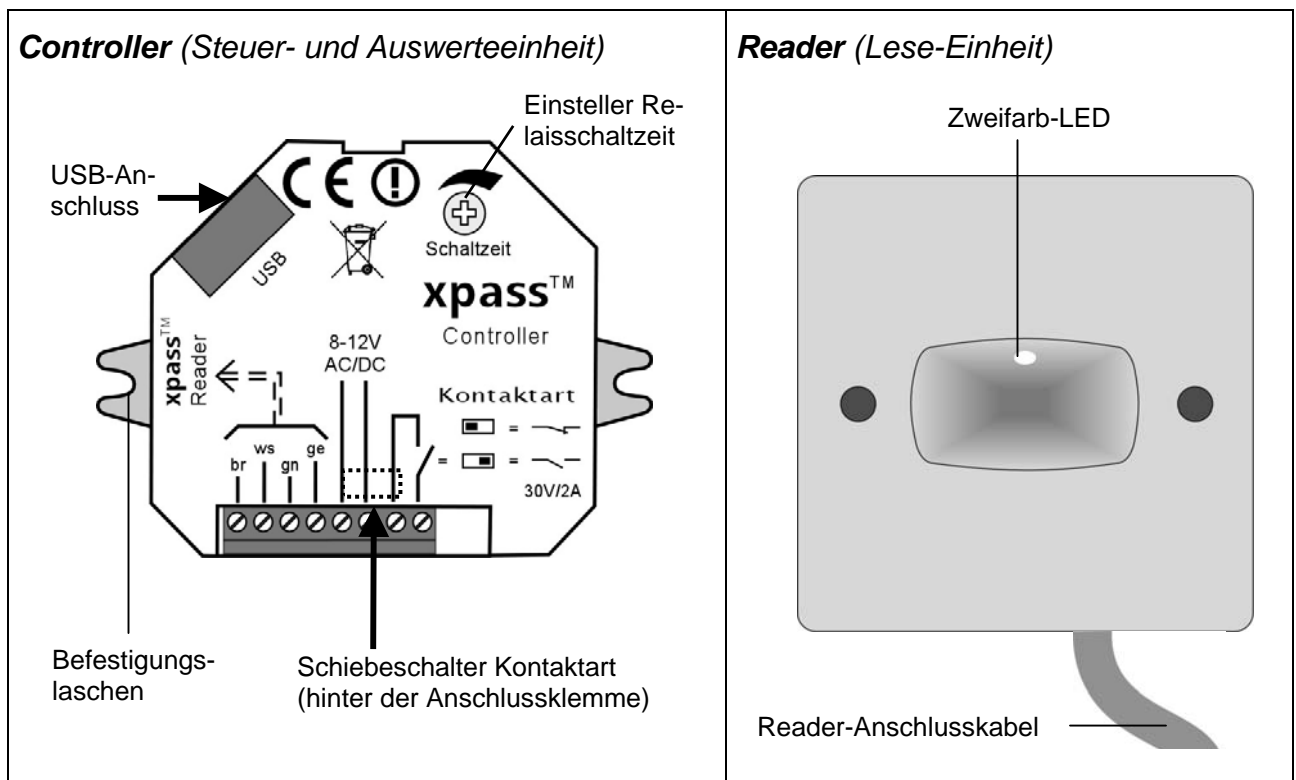 Controller (Steuer- und Auswerteeinheit)
Einsteller Re-
laisschaltzeit
USB-An-
schluss
CE
USB
Schaltzeit
xpass™
Controller
xpass™
Reader
8-12V
AC/DC
Kontaktart
=
=
=
30V/2A
br
ws
gn
ge
Befestigungs-
laschen
Schiebeschalter Kontaktart
(hinter der Anschlussklemme)
Reader (Lese-Einheit)
Zweifarb-LED
Reader-Anschlusskabel